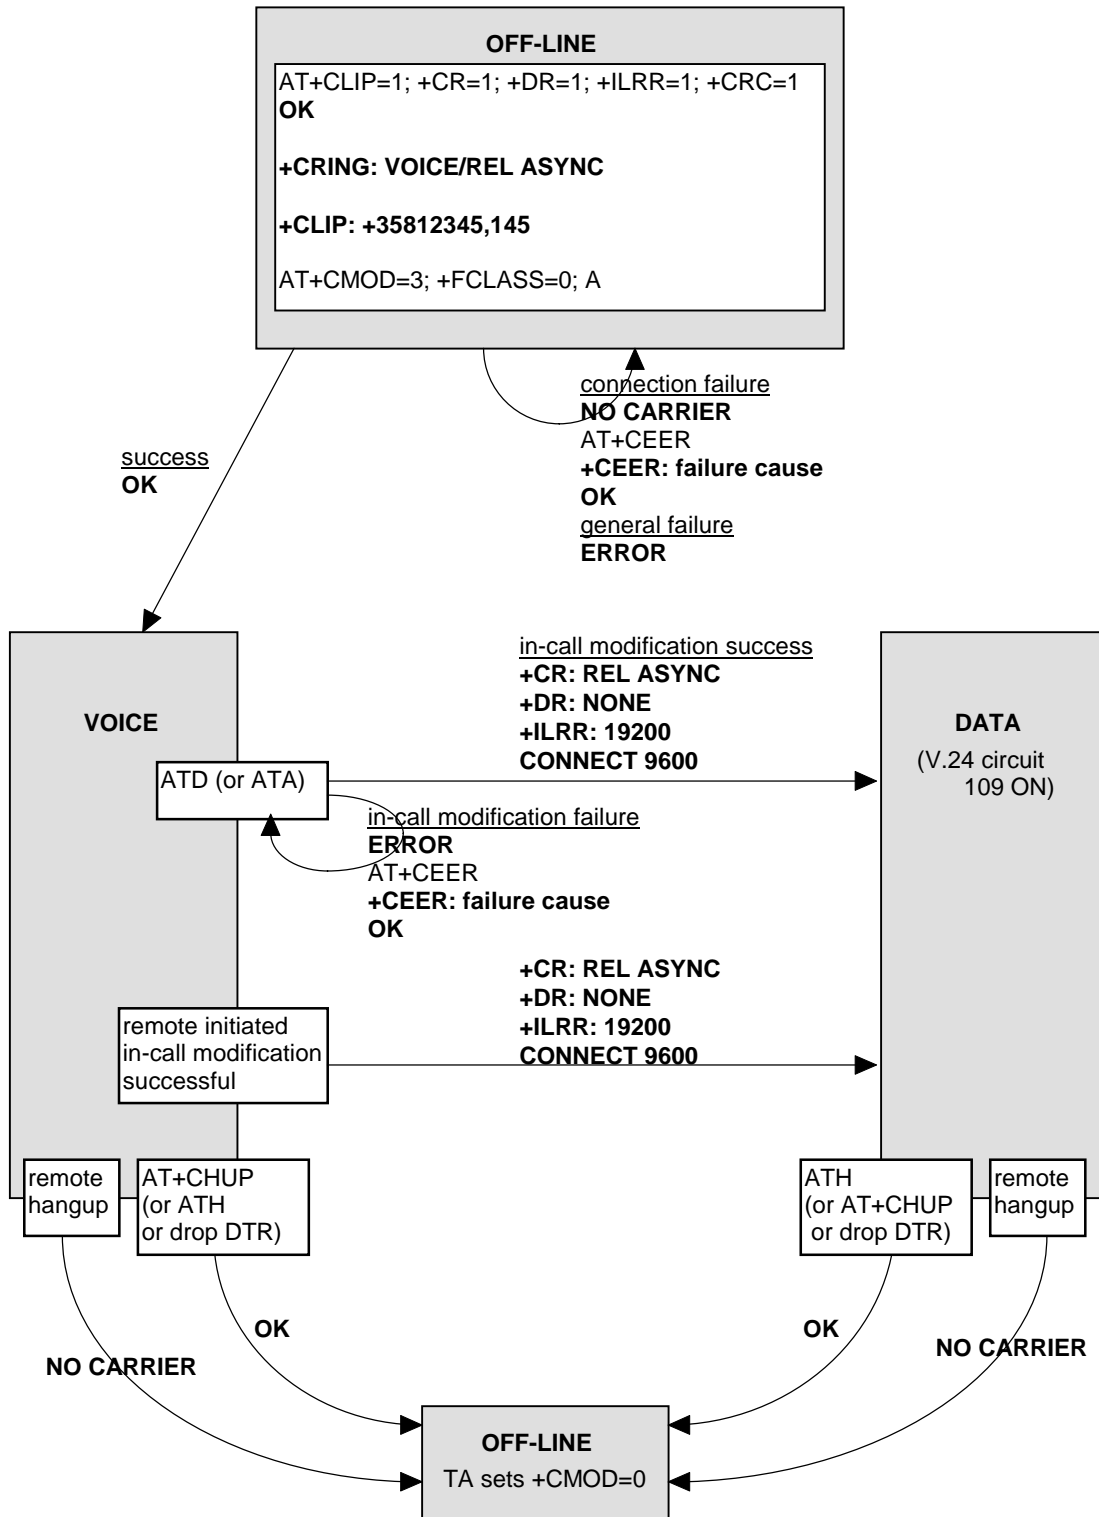 OFF-LINE
AT+CLIP=1; +CR=1; +DR=1; +ILRR=1; +CRC=1
OK
+CRING: VOICE/REL ASYNC
+CLIP: +35812345,145
AT+CMOD=3; +FCLASS=0; A
connection failure
NO CARRIER
AT+CEER
+CEER: failure cause
OK
general failure
ERROR
success
OK
in-call modification success
+CR: REL ASYNC
+DR: NONE
+ILRR: 19200
CONNECT 9600
VOICE
DATA
(V.24 circuit
109 ON)
ATD (or ATA)
in-call modification failure
ERROR
AT+CEER
+CEER: failure cause
OK
+CR: REL ASYNC
+DR: NONE
+ILRR: 19200
CONNECT 9600
remote initiated
in-call modification
successful
remote
hangup
AT+CHUP
(or ATH
or drop DTR)
ATH
(or AT+CHUP
or drop DTR)
remote
hangup
OK
NO CARRIER
OK
NO CARRIER
OFF-LINE
TA sets +CMOD=0